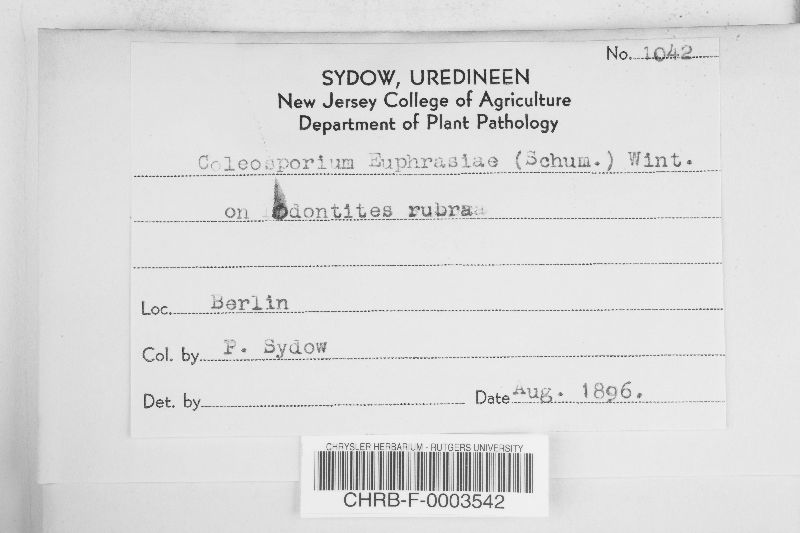 No. 1042
SYDOW, UREDINEEN
New Jersey College of Agriculture
Department of Plant Pathology
Coleosporium Euphrasiae (Schum.) Wint.
on Odontites rubrae
Loc. Berlin
Col. by P. Sydow
Det. by
Date Aug. 1896.
CHRYSLER HERBARIUM - RUTGERS UNIVERSITY
CHRB-F-0003542